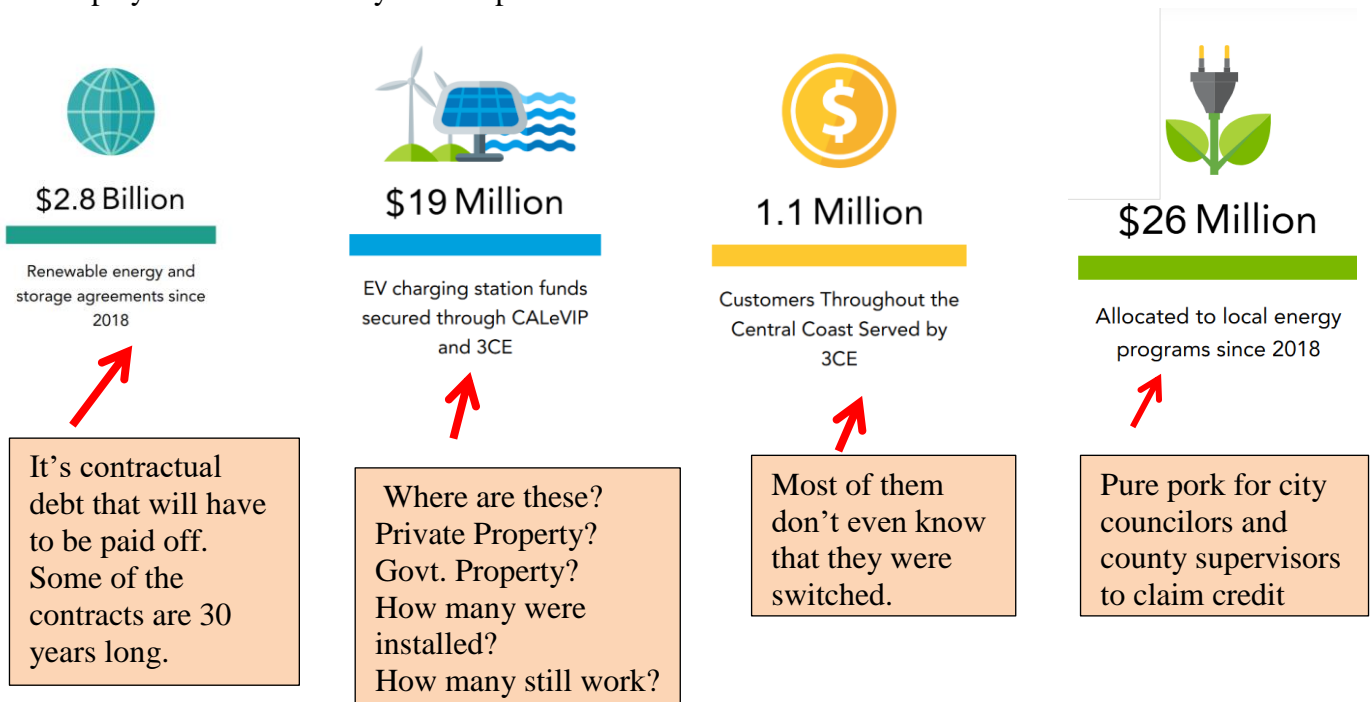 $2.8 Billion
Renewable energy and
storage agreements since
2018
It's contractual
debt that will have
to be paid off.
Some of the
contracts are 30
years long.
$19 Million
EV charging station funds
secured through CALeVIP
and 3CE
Where are these?
Private Property?
Govt. Property?
How many were
installed?
How many still work?
1.1 Million
Customers Throughout the
Central Coast Served by
3CE
Most of them
don't even know
that they were
switched.
$26 Million
Allocated to local energy
programs since 2018
Pure pork for city
councilors and
county supervisors
to claim credit